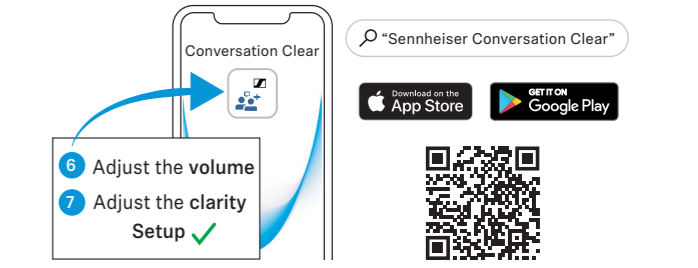 Conversation Clear
"Sennheiser Conversation Clear"
Download on the
App Store
GET IT ON
Google Play
6 Adjust the volume
7 Adjust the clarity
Setup